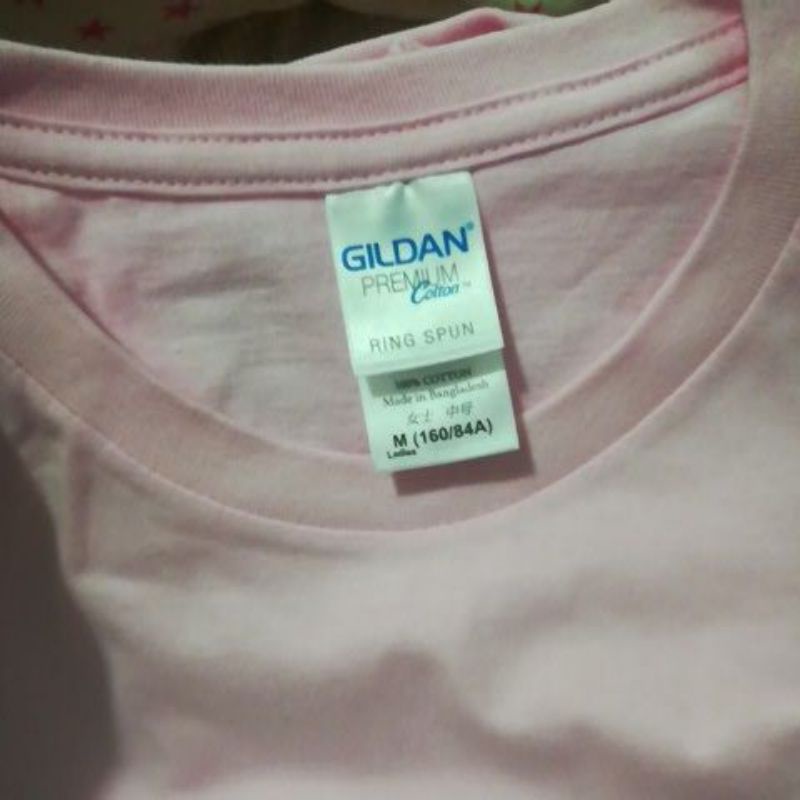 GILDAN®
PREMIUM
Cotton™
RING SPUN
100% COTTON
Made in Bangladesh
女士 中号
M (160/84A)
Ladies